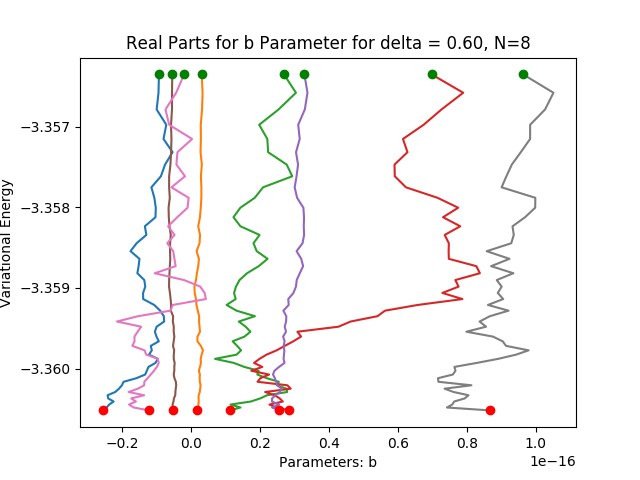 Real Parts for b Parameter for delta = 0.60, N=8
Variational Energy
−3.357
−3.358
−3.359
−3.360
−0.2 0.0 0.2 0.4 0.6 0.8 1.0
1e−16
Parameters: b